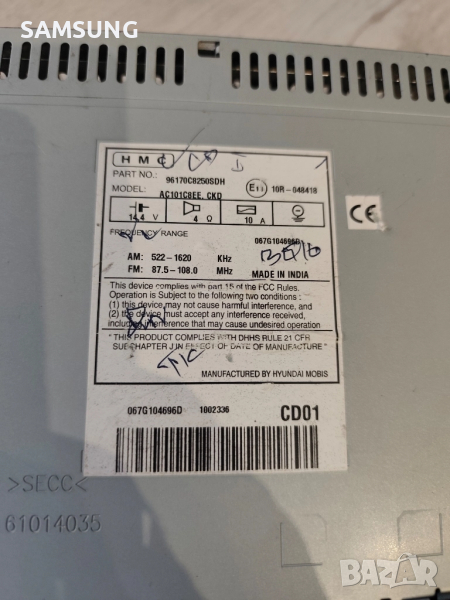 SAMSUNG
HMC
PART NO.: 96170C8250SDH
MODEL: AC101C8EE, CKD
E11 10R-048418
14,4 V 4 Ω 10 A
CE
FREQUENCY RANGE
067G104696D
AM: 522-1620 KHz
FM: 87.5-108.0 MHz
MADE IN INDIA
This device complies with part 15 of the FCC Rules.
Operation is Subject to the following two conditions :
(1) this device may not cause harmful interference, and
(2) this device must accept any interference received,
including interference that may cause undesired operation
"THIS PRODUCT COMPLIES WITH DHHS RULE 21 CFR
SUBCHAPTER J IN EFFECT OF DATE OF MANUFACTURE"
MANUFACTURED BY HYUNDAI MOBIS
067G104696D 1002336 CD01
>SECC<
61014035
BAZAR